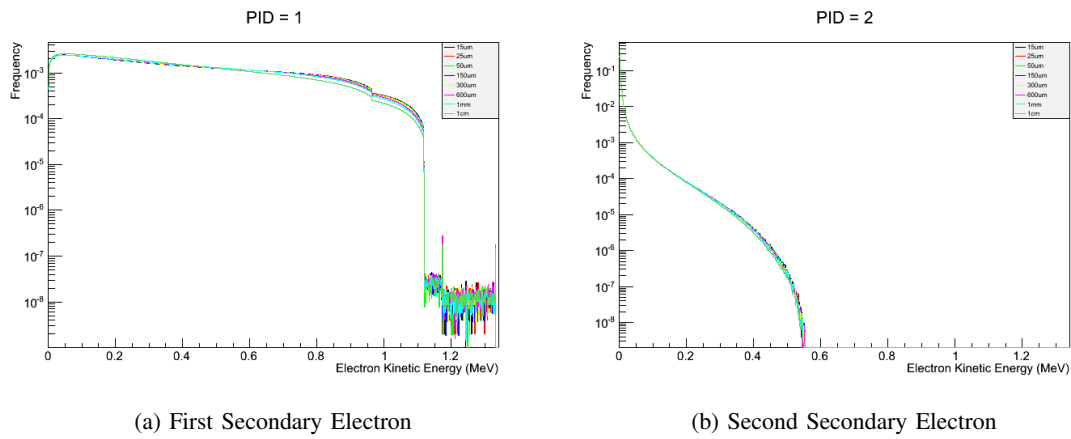 PID = 1
Frequency
10⁻³
10⁻⁴
10⁻⁵
10⁻⁶
10⁻⁷
10⁻⁸
15um
25um
50um
150um
300um
600um
1mm
1cm
0 0.2 0.4 0.6 0.8 1 1.2
Electron Kinetic Energy (MeV)
(a) First Secondary Electron
PID = 2
Frequency
10⁻¹
10⁻²
10⁻³
10⁻⁴
10⁻⁵
10⁻⁶
10⁻⁷
10⁻⁸
15um
25um
50um
150um
300um
600um
1mm
1cm
0 0.2 0.4 0.6 0.8 1 1.2
Electron Kinetic Energy (MeV)
(b) Second Secondary Electron